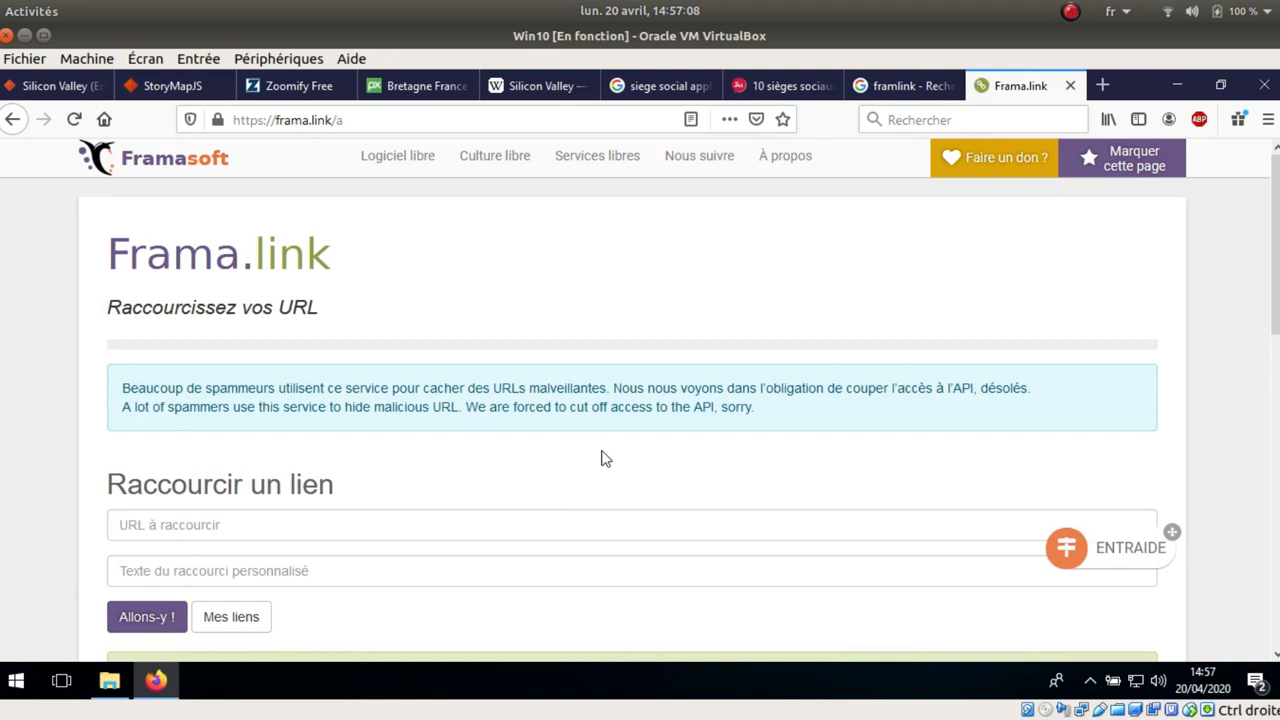 Activités
lun. 20 avril, 14:57:08
fr
100 %
Win10 [En fonction] - Oracle VM VirtualBox
Fichier Machine Écran Entrée Périphériques Aide
Silicon Valley (E
StoryMapJS
Zoomify Free
Bretagne France
Silicon Valley —
siege social appl
10 sièges sociau
framlink - Reche
Frama.link
https://frama.link/a
Rechercher
ABP
Framasoft
Logiciel libre
Culture libre
Services libres
Nous suivre
À propos
Faire un don ?
Marquer
cette page
Frama.link
Raccourcissez vos URL
Beaucoup de spammeurs utilisent ce service pour cacher des URLs malveillantes. Nous nous voyons dans l’obligation de couper l’accès à l’API, désolés.
A lot of spammers use this service to hide malicious URL. We are forced to cut off access to the API, sorry.
Raccourcir un lien
URL à raccourcir
ENTRAIDE
Texte du raccourci personnalisé
Allons-y !
Mes liens
14:57
20/04/2020
2
Ctrl droite